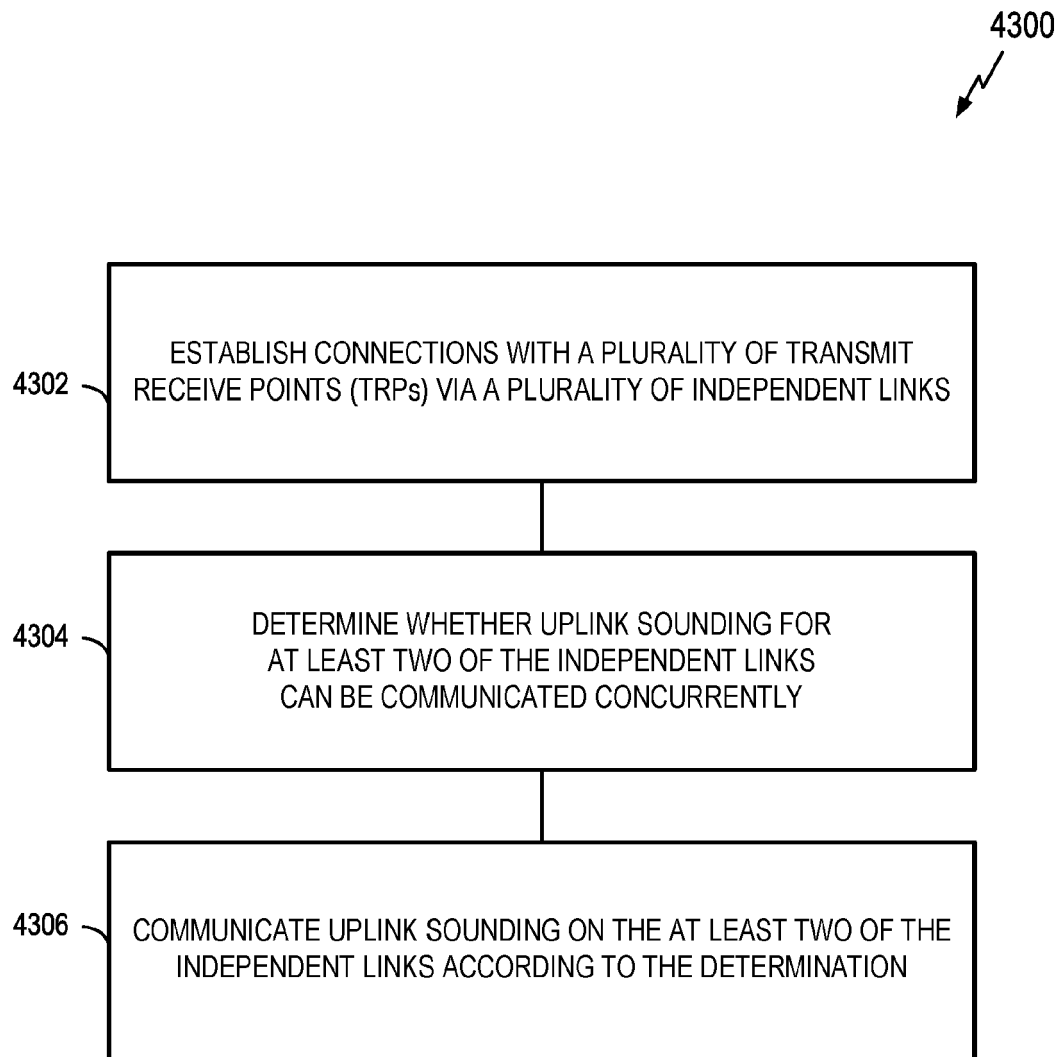 4300
4302
ESTABLISH CONNECTIONS WITH A PLURALITY OF TRANSMIT
RECEIVE POINTS (TRPs) VIA A PLURALITY OF INDEPENDENT LINKS
4304
DETERMINE WHETHER UPLINK SOUNDING FOR
AT LEAST TWO OF THE INDEPENDENT LINKS
CAN BE COMMUNICATED CONCURRENTLY
4306
COMMUNICATE UPLINK SOUNDING ON THE AT LEAST TWO OF THE
INDEPENDENT LINKS ACCORDING TO THE DETERMINATION